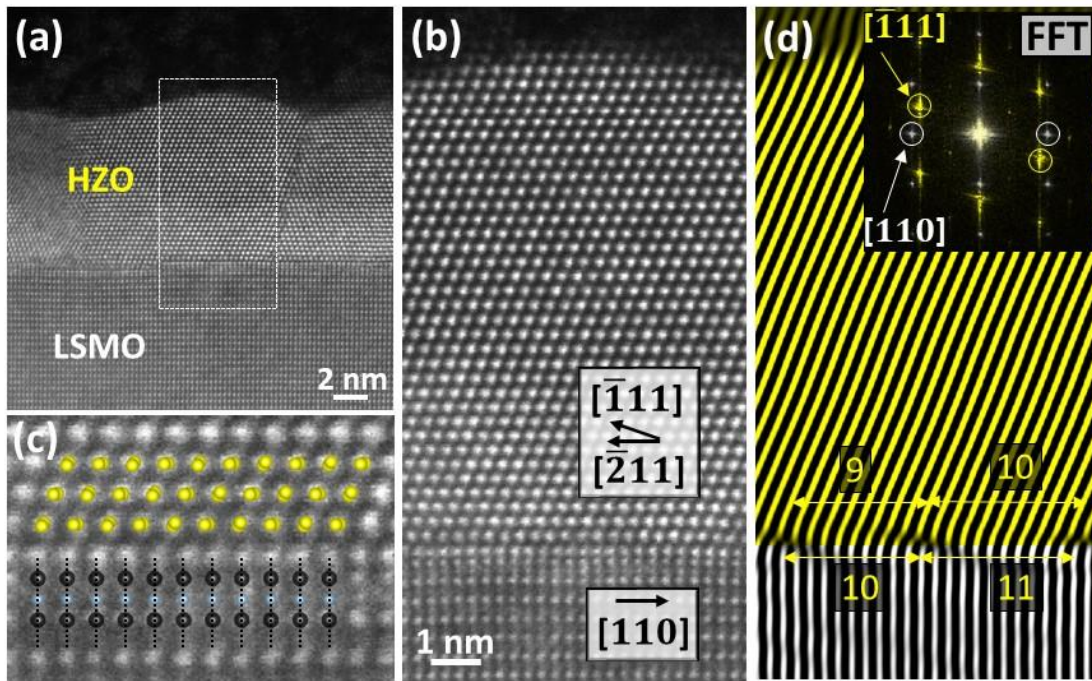 (a)
HZO
LSMO
2 nm
(b)
[1̅11]
[2̅11]
[110]
1 nm
(c)
(d)
[1̅11]
FFT
[110]
9
10
10
11